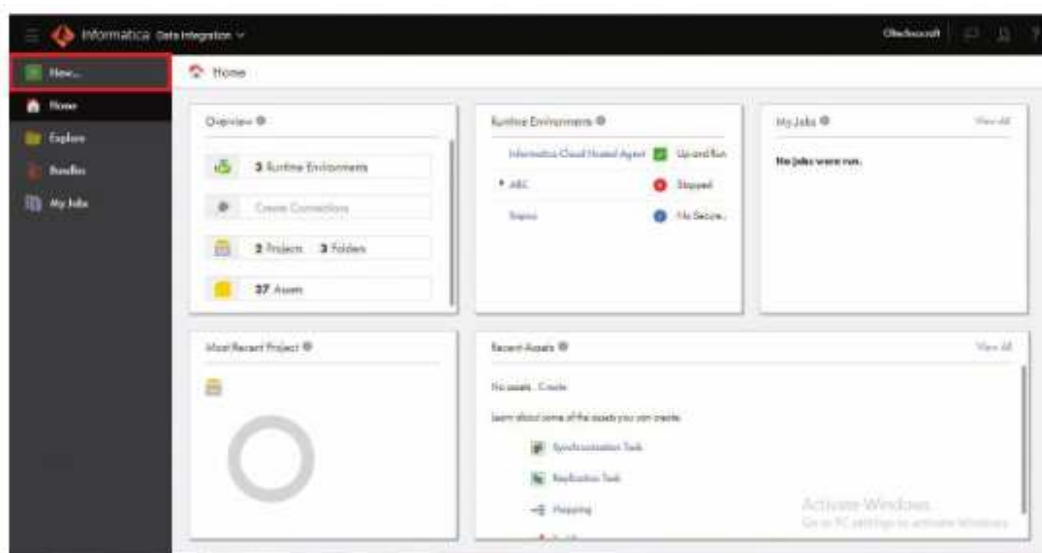 Informatica Data Integration
New...
Home
Explore
Bundles
My Jobs
Home
Overview
3 Runtime Environments
Create Connections
2 Projects 3 Folders
37 Assets
Runtime Environments
Informatica Cloud Hosted Agent Up and Run
ABC Stopped
No Secure..
My Jobs View All
No jobs were run.
Most Recent Project
Recent Assets View All
No assets. Create
Learn about some of the assets you can create.
Synchronization Task
Replication Task
Mapping
Activate Windows
Go to PC settings to activate Windows.